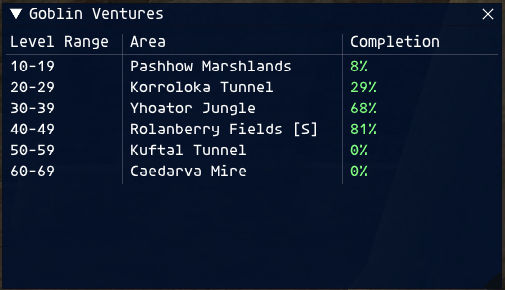 Goblin Ventures
Level Range Area Completion
10-19 Pashhow Marshlands 8%
20-29 Korroloka Tunnel 29%
30-39 Yhoator Jungle 68%
40-49 Rolanberry Fields [S] 81%
50-59 Kuftal Tunnel 0%
60-69 Caedarva Mire 0%